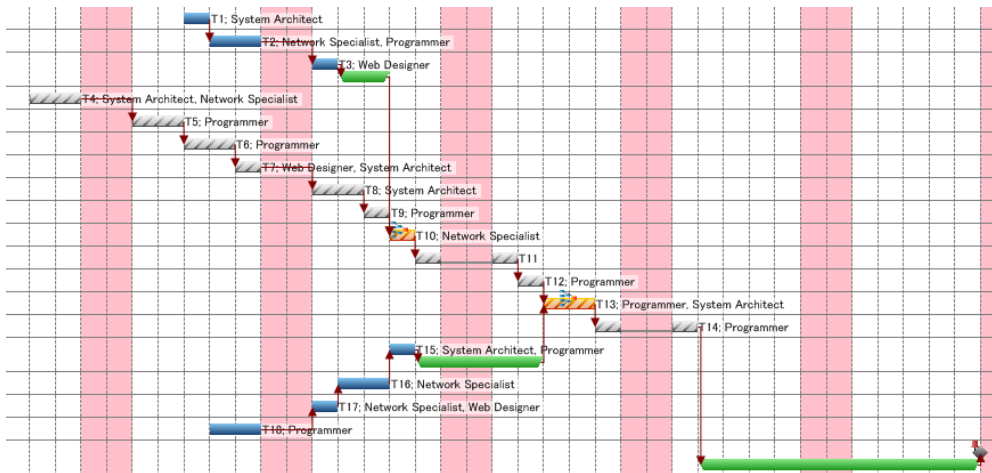 T1; System Architect
T2; Network Specialist, Programmer
T3; Web Designer
T4; System Architect, Network Specialist
T5; Programmer
T6; Programmer
T7; Web Designer, System Architect
T8; System Architect
T9; Programmer
T10; Network Specialist
T11
T12; Programmer
T13; Programmer, System Architect
T14; Programmer
T15; System Architect, Programmer
T16; Network Specialist
T17; Network Specialist, Web Designer
T18; Programmer